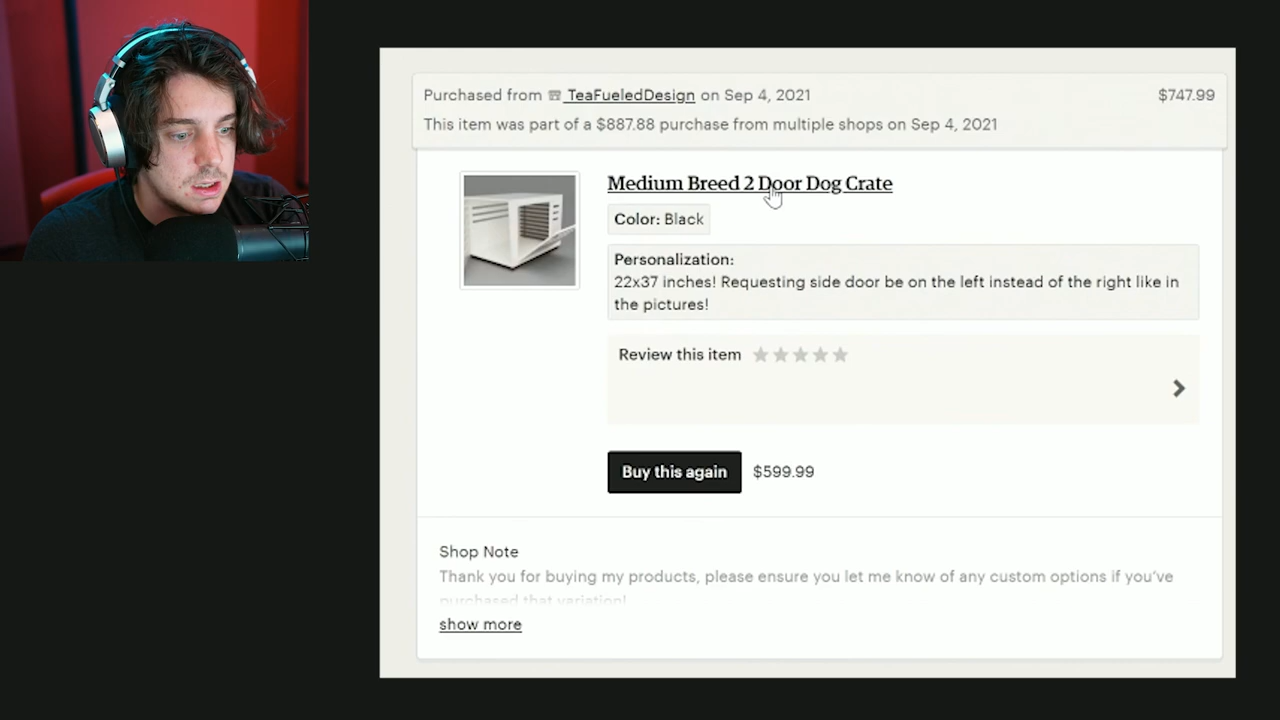 Purchased from TeaFueledDesign on Sep 4, 2021 $747.99
This item was part of a $887.88 purchase from multiple shops on Sep 4, 2021
Medium Breed 2 Door Dog Crate
Color: Black
Personalization:
22x37 inches! Requesting side door be on the left instead of the right like in
the pictures!
Review this item
Buy this again $599.99
Shop Note
Thank you for buying my products, please ensure you let me know of any custom options if you've
purchased that variation!
show more